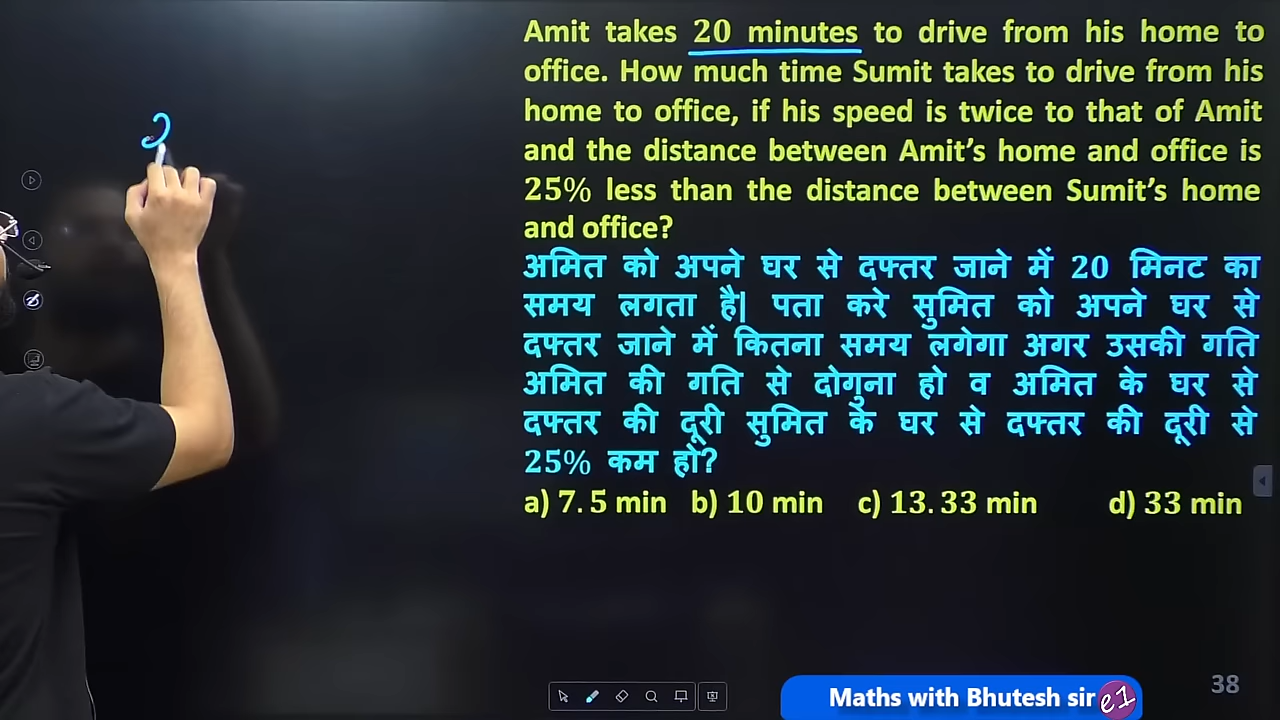 Amit takes 20 minutes to drive from his home to
office. How much time Sumit takes to drive from his
home to office, if his speed is twice to that of Amit
and the distance between Amit's home and office is
25% less than the distance between Sumit's home
and office?
अमित को अपने घर से दफ्तर जाने में 20 मिनट का
समय लगता है| पता करे सुमित को अपने घर से
दफ्तर जाने में कितना समय लगेगा अगर उसकी गति
अमित की गति से दोगुना हो व अमित के घर से
दफ्तर की दूरी सुमित के घर से दफ्तर की दूरी से
25% कम हो?
a) 7.5 min b) 10 min c) 13.33 min d) 33 min
38
Maths with Bhutesh sir e1